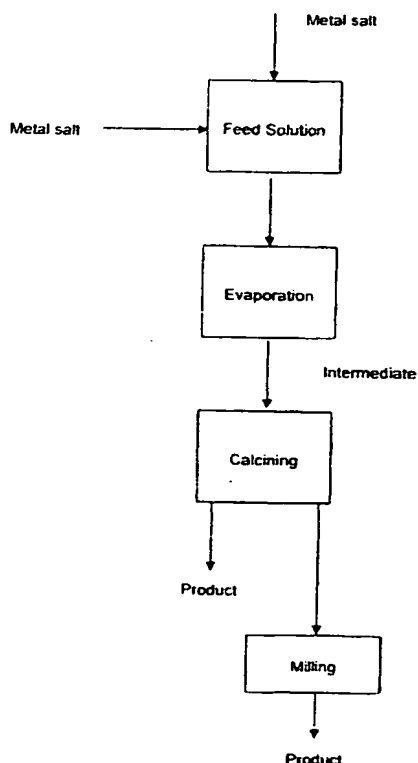 Metal salt
Metal salt
Feed Solution
Evaporation
Intermediate
Calcining
Product
Milling
Product